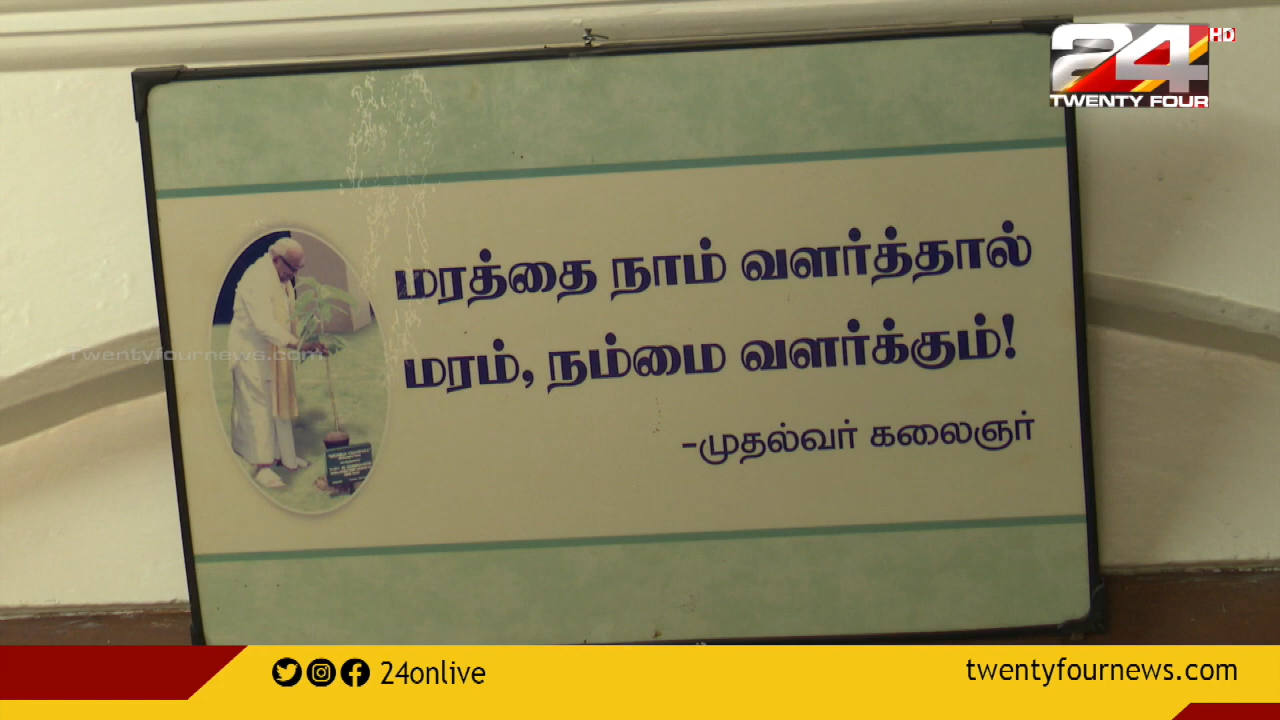 24 HD
TWENTY FOUR
மரத்தை நாம் வளர்த்தால்
மரம், நம்மை வளர்க்கும்!
-முதல்வர் கலைஞர்
Twentyfournews.com
24onlive
twentyfournews.com